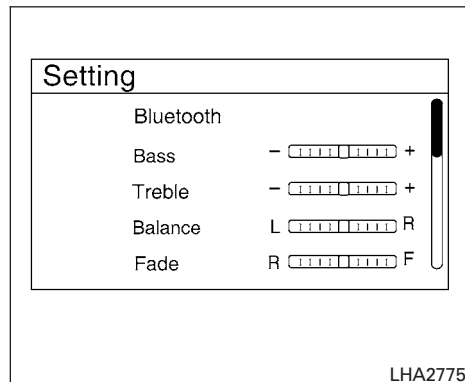 Setting
Bluetooth
Bass - +
Treble - +
Balance L R
Fade R F
LHA2775